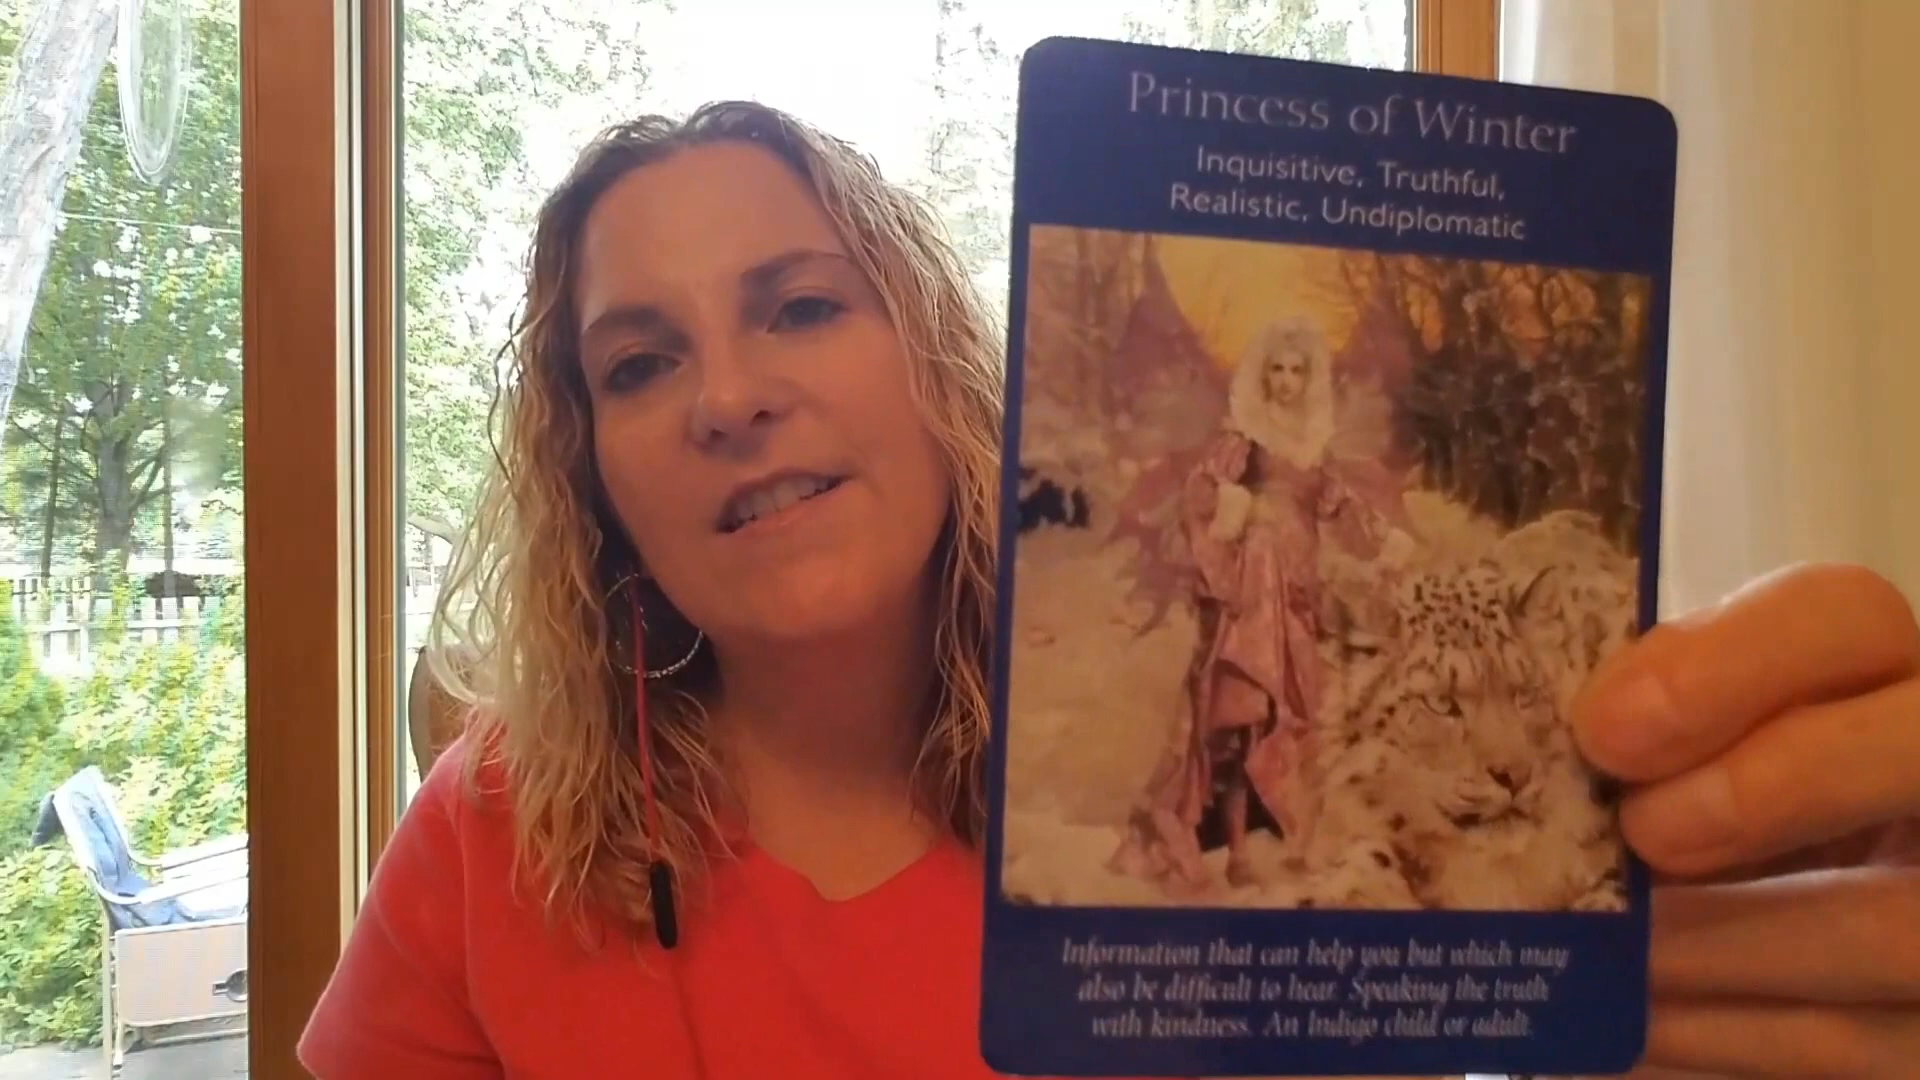 Princess of Winter
Inquisitive, Truthful,
Realistic, Undiplomatic
Information that can help you but which may
also be difficult to hear. Speaking the truth
with kindness. An Indigo child or adult.